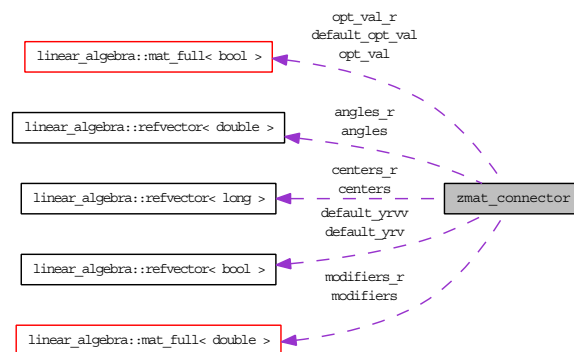 opt_val_r
default_opt_val
opt_val
linear_algebra::mat_full< bool >
angles_r
angles
linear_algebra::refvector< double >
centers_r
centers
linear_algebra::refvector< long >
zmat_connector
default_yrvv
default_yrv
linear_algebra::refvector< bool >
modifiers_r
modifiers
linear_algebra::mat_full< double >